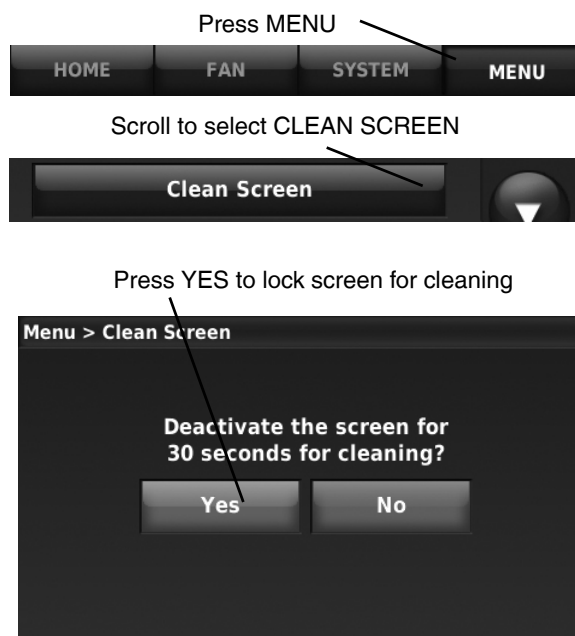 Press MENU
HOME FAN SYSTEM MENU
Scroll to select CLEAN SCREEN
Clean Screen
Press YES to lock screen for cleaning
Menu > Clean Screen
Deactivate the screen for
30 seconds for cleaning?
Yes No